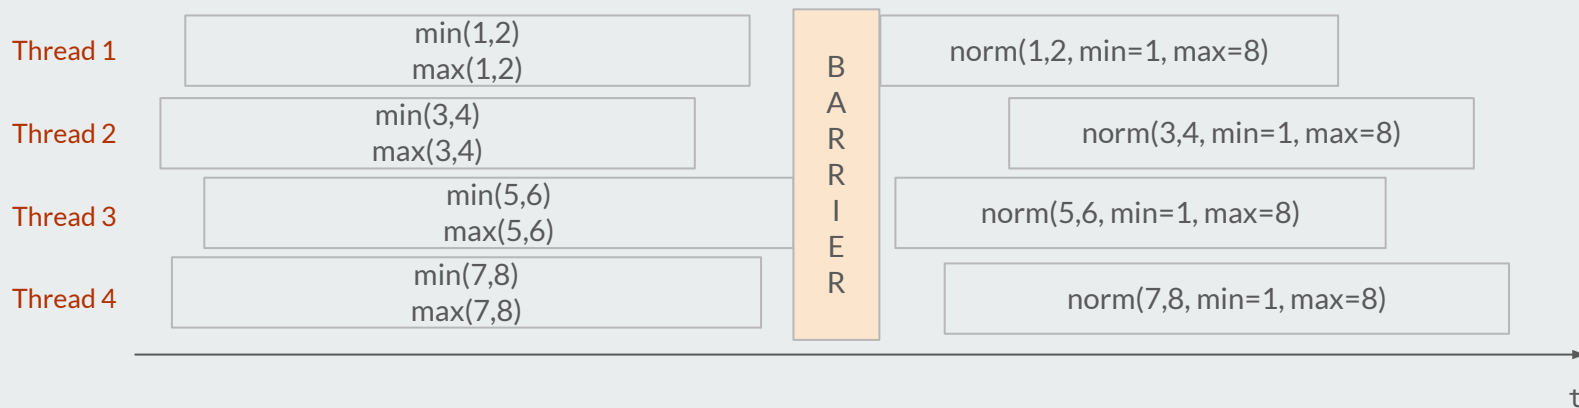 Thread 1
min(1,2)
max(1,2)
norm(1,2, min=1, max=8)
Thread 2
min(3,4)
max(3,4)
norm(3,4, min=1, max=8)
Thread 3
min(5,6)
max(5,6)
norm(5,6, min=1, max=8)
Thread 4
min(7,8)
max(7,8)
norm(7,8, min=1, max=8)
B
A
R
R
I
E
R
t